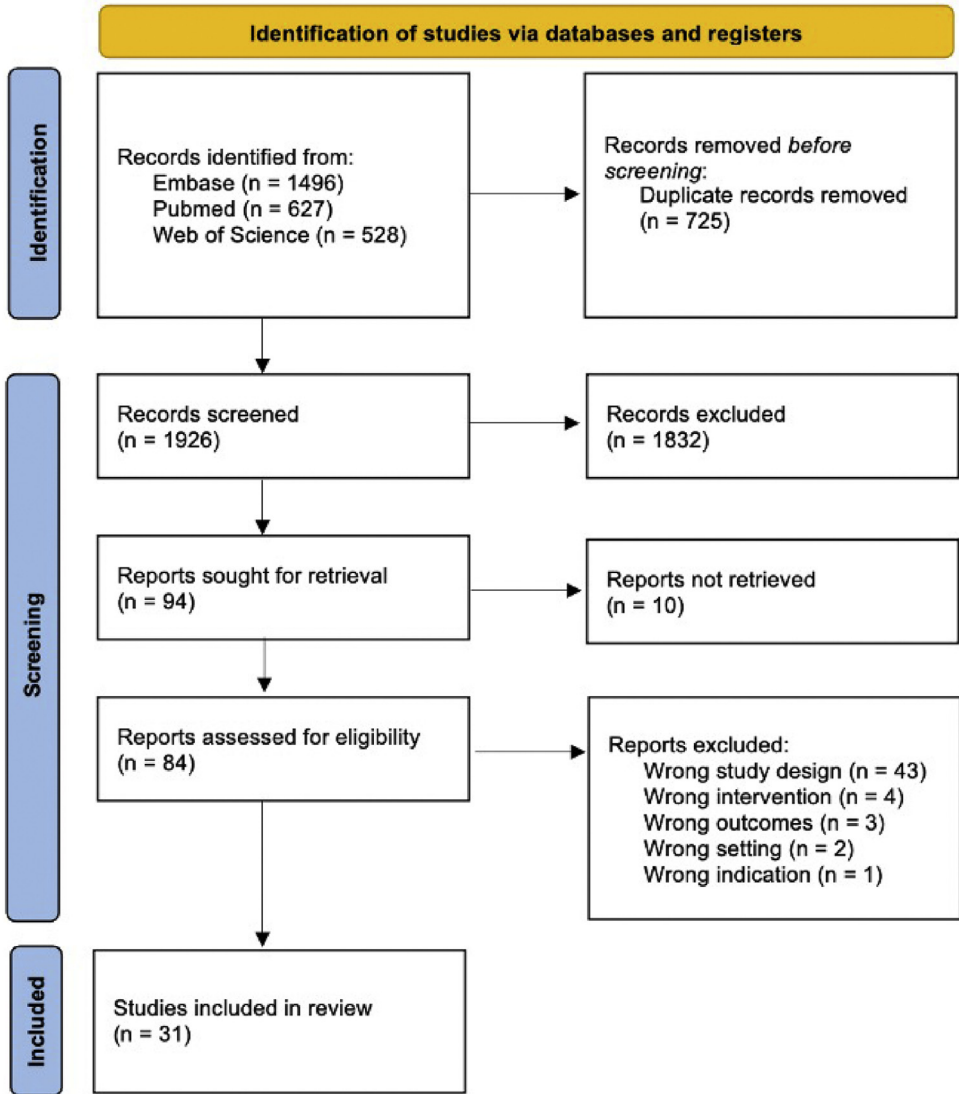 Identification of studies via databases and registers
Identification
Records identified from:
Embase (n = 1496)
Pubmed (n = 627)
Web of Science (n = 528)
Records removed before
screening:
Duplicate records removed
(n = 725)
Screening
Records screened
(n = 1926)
Records excluded
(n = 1832)
Reports sought for retrieval
(n = 94)
Reports not retrieved
(n = 10)
Reports assessed for eligibility
(n = 84)
Reports excluded:
Wrong study design (n = 43)
Wrong intervention (n = 4)
Wrong outcomes (n = 3)
Wrong setting (n = 2)
Wrong indication (n = 1)
Included
Studies included in review
(n = 31)